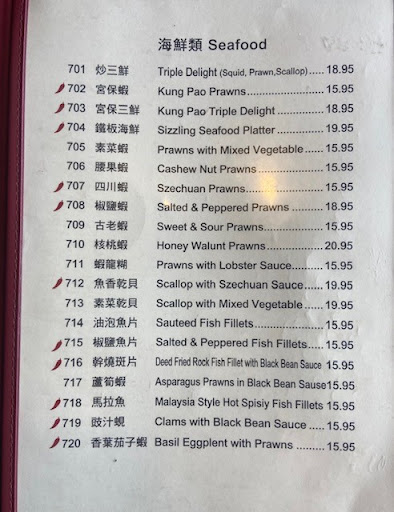 海鮮類 Seafood
701 炒三鮮 Triple Delight (Squid, Prawn,Scallop)..... 18.95
702 宮保蝦 Kung Pao Prawns.....................15.95
703 宮保三鮮 Kung Pao Triple Delight ............ 18.95
704 鐵板海鮮 Sizzling Seafood Platter............ 19.95
705 素菜蝦 Prawns with Mixed Vegetable...... 15.95
706 腰果蝦 Cashew Nut Prawns................. 15.95
707 四川蝦 Szechuan Prawns.................... 15.95
708 椒鹽蝦 Salted & Peppered Prawns ........ 18.95
709 古老蝦 Sweet & Sour Prawns............... 15.95
710 核桃蝦 Honey Walunt Prawns...............20.95
711 蝦龍糊 Prawns with Lobster Sauce........15.95
712 魚香乾貝 Scallop with Szechuan Sauce......19.95
713 素菜乾貝 Scallop with Mixed Vegetable ..... 19.95
714 油泡魚片 Sauteed Fish Fillets................. 15.95
715 椒鹽魚片 Salted & Peppered Fish Fillets.....15.95
716 幹燒斑片 Deed Fried Rock Fish Fillet with Black Bean Sauce 15.95
717 蘆筍蝦 Asparagus Prawns in Black Bean Sause15.95
718 馬拉魚 Malaysia Style Hot Spisiy Fish Fillets 15.95
719 豉汁蜆 Clams with Black Bean Sauce ..... 15.95
720 香葉茄子蝦 Basil Eggplent with Prawns ......... 15.95